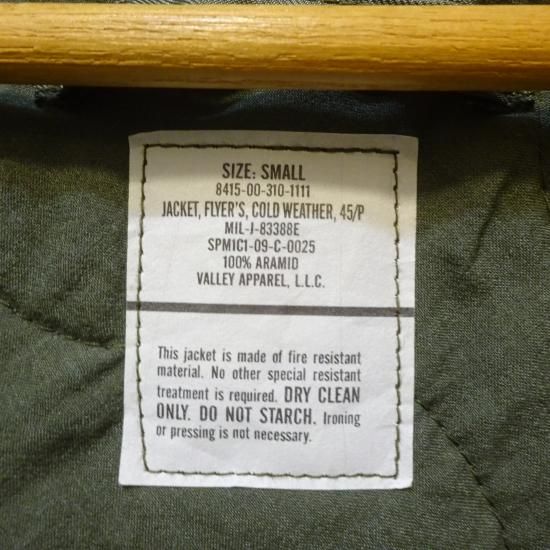 SIZE: SMALL
8415-00-310-1111
JACKET, FLYER'S, COLD WEATHER, 45/P
MIL-J-83388E
SPM1C1-09-C-0025
100% ARAMID
VALLEY APPAREL, L.L.C.
This jacket is made of fire resistant
material. No other special resistant
treatment is required. DRY CLEAN
ONLY. DO NOT STARCH. Ironing
or pressing is not necessary.